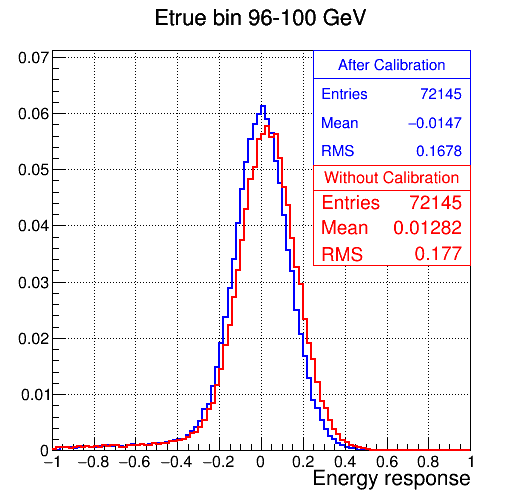 Etrue bin 96-100 GeV
After Calibration
Entries 72145
Mean −0.0147
RMS 0.1678
Without Calibration
Entries 72145
Mean 0.01282
RMS 0.177
0.07
0.06
0.05
0.04
0.03
0.02
0.01
0
−1 −0.8 −0.6 −0.4 −0.2 0 0.2 0.4 0.6 0.8 1
Energy response